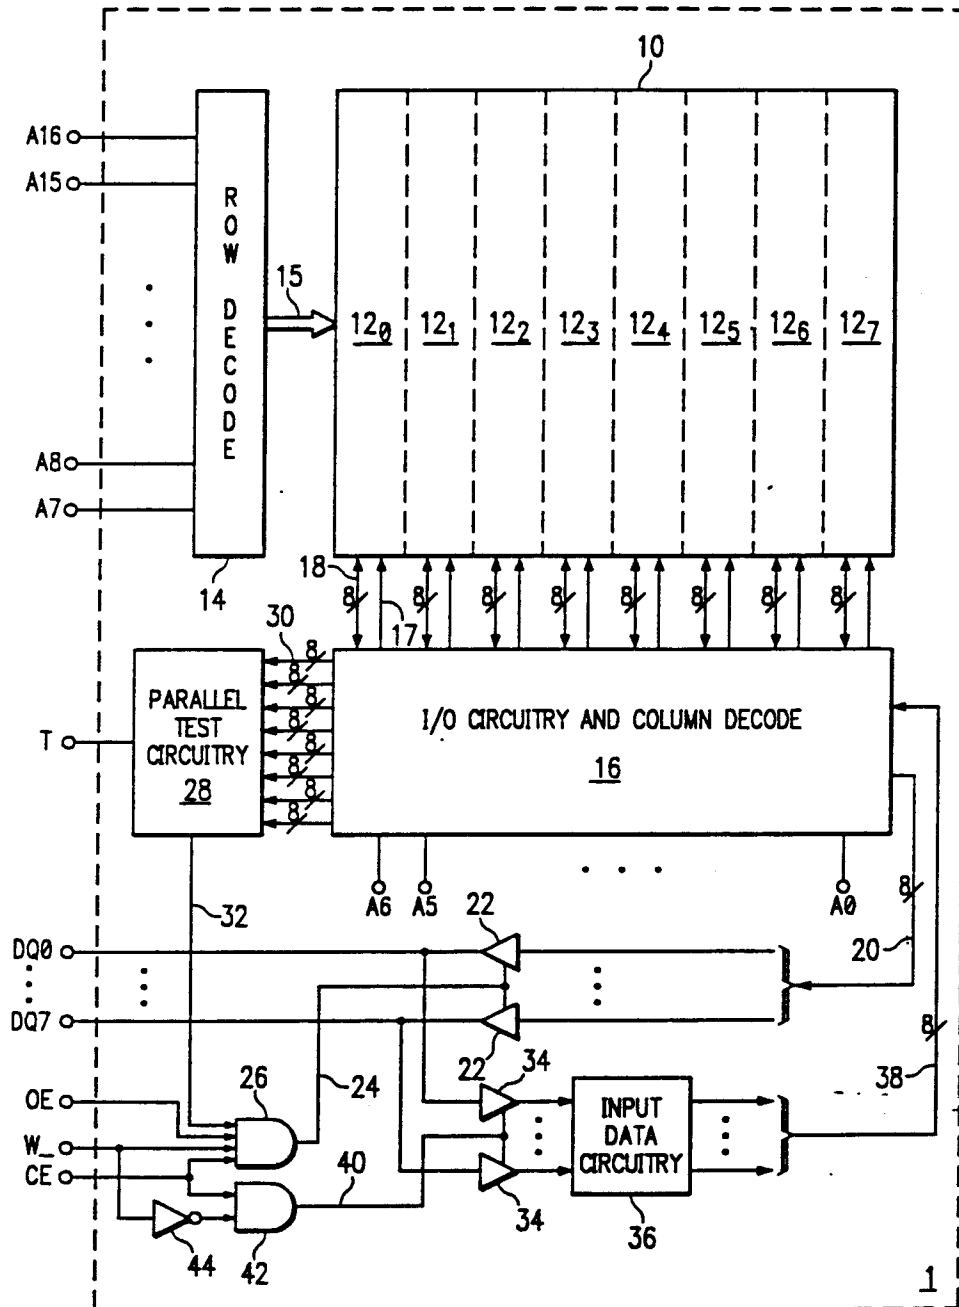 10
A16
A15
ROW DECODE
15
12₀ 12₁ 12₂ 12₃ 12₄ 12₅ 12₆ 12₇
A8
A7
14
18
8 8 8 8 8 8 8 8
17
30
8
8
8
8
8
8
8
8
PARALLEL
TEST
CIRCUITRY
28
T
I/O CIRCUITRY AND COLUMN DECODE
16
A6 A5 A0
8
32
22
20
DQ0
DQ7
8
22
34
38
26
24
OE
W_
CE
INPUT
DATA
CIRCUITRY
40
34
36
44
42
1